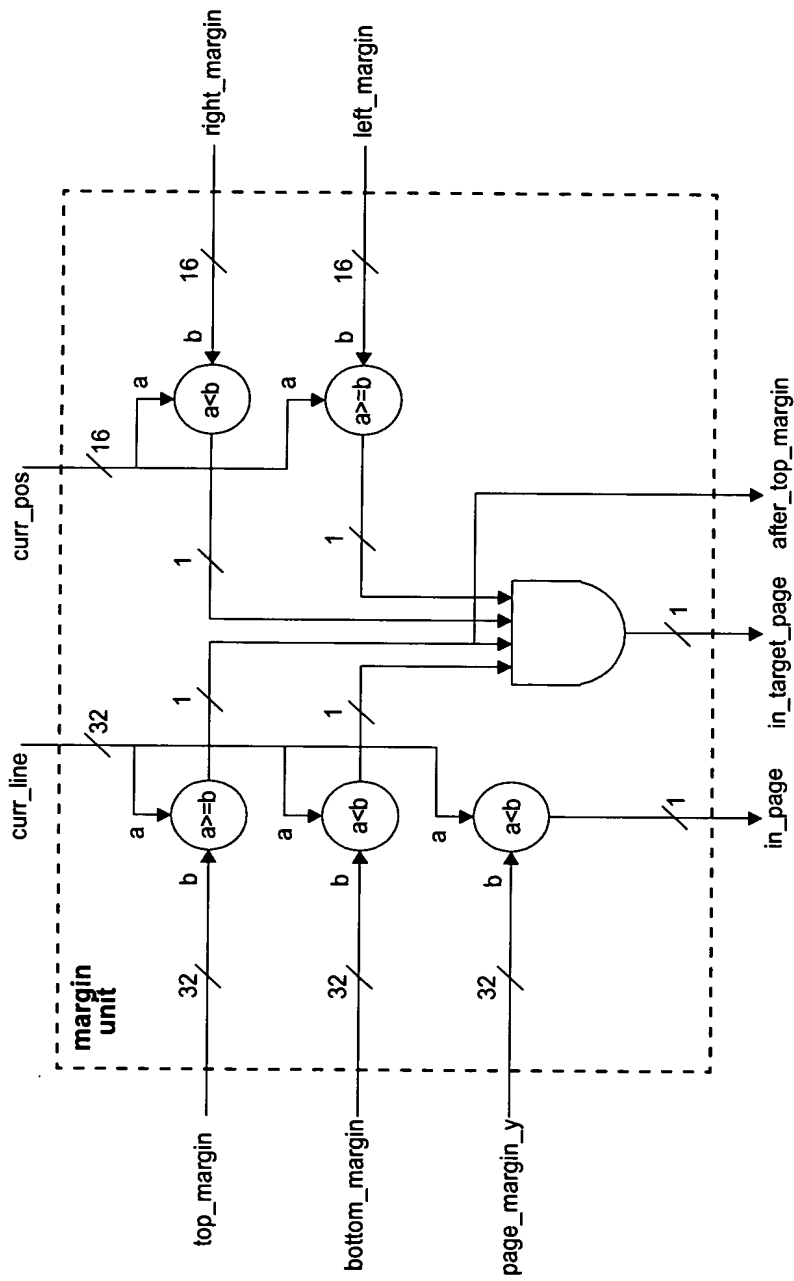 curr_line
curr_pos
margin
unit
32
16
top_margin
32
b
a
a>=b
1
1
a
a<b
b
16
right_margin
bottom_margin
32
b
a
a<b
1
1
a
a>=b
b
16
left_margin
page_margin_y
32
b
a
a<b
1
1
in_page
in_target_page
after_top_margin